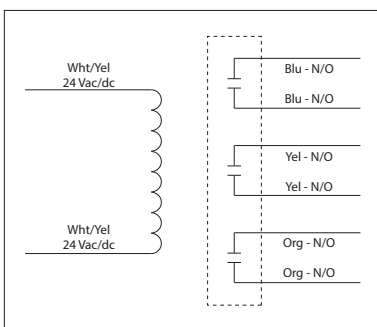 Wht/Yel
24 Vac/dc
Wht/Yel
24 Vac/dc
Blu - N/O
Blu - N/O
Yel - N/O
Yel - N/O
Org - N/O
Org - N/O